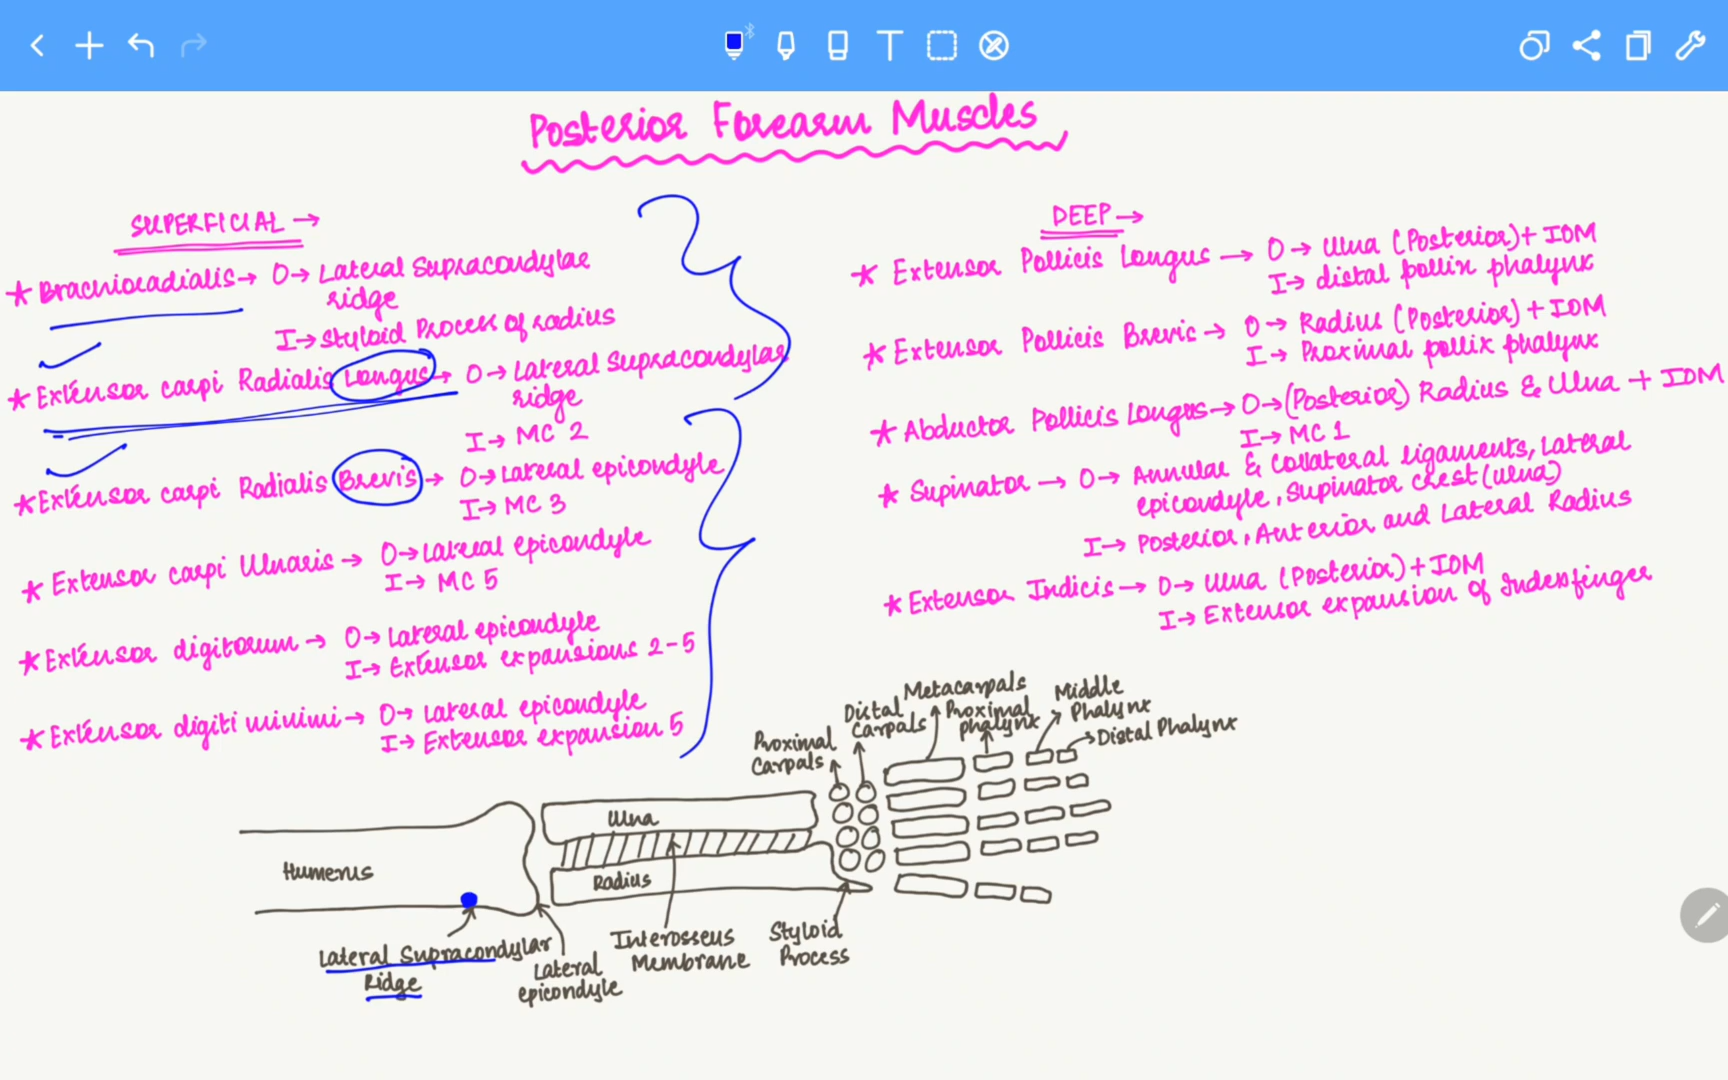 Posterior Forearm Muscles
SUPERFICIAL →
★ Brachioradialis → O → Lateral Supracondylar
ridge
I → Styloid Process of radius
★ Extensor carpi Radialis Longus → O → Lateral Supracondylar
ridge
I → MC 2
★ Extensor carpi Radialis Brevis → O → Lateral epicondyle
I → MC 3
★ Extensor carpi Ulnaris → O → Lateral epicondyle
I → MC 5
★ Extensor digitorum → O → Lateral epicondyle
I → Extensor expansions 2-5
★ Extensor digiti minimi → O → Lateral epicondyle
I → Extensor expansion 5
DEEP →
★ Extensor Pollicis Longus → O → Ulna (Posterior) + IOM
I → distal pollix phalynx
★ Extensor Pollicis Brevis → O → Radius (Posterior) + IOM
I → Proximal pollix phalynx
★ Abductor Pollicis Longus → O → (Posterior) Radius & Ulna + IOM
I → MC 1
★ Supinator → O → Annular & Collateral ligaments, Lateral
epicondyle, Supinator crest (ulna)
I → Posterior, Anterior and Lateral Radius
★ Extensor Indicis → O → Ulna (Posterior) + IOM
I → Extensor expansion of Indexfinger
Proximal
Carpals
Distal
Carpals
Metacarpals
Proximal
Phalynx
Middle
Phalynx
Distal Phalynx
Humerus
Ulna
Radius
Lateral Supracondylar
Ridge
Lateral
epicondyle
Interosseus
Membrane
Styloid
Process
T